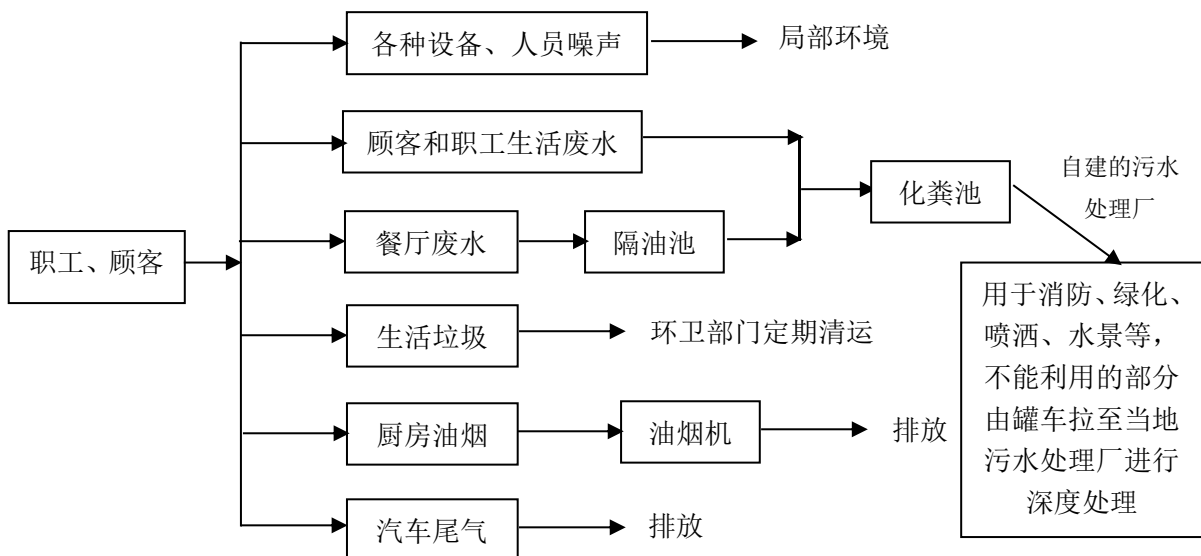 各种设备、人员噪声
局部环境
顾客和职工生活废水
化粪池
自建的污水
处理厂
职工、顾客
餐厅废水
隔油池
用于消防、绿化、
喷洒、水景等，
不能利用的部分
由罐车拉至当地
污水处理厂进行
深度处理
生活垃圾
环卫部门定期清运
厨房油烟
油烟机
排放
汽车尾气
排放